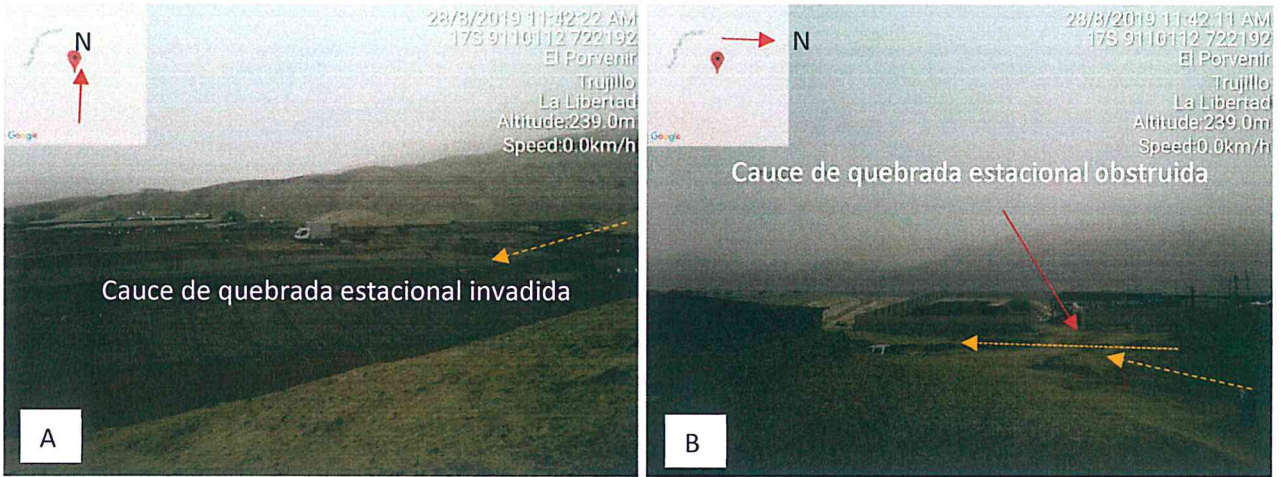 28/8/2019 11:42:22 AM
17S 9110112 722192
El Porvenir
Trujillo
La Libertad
Altitude:239.0m
Speed:0.0km/h
N
Google
Cauce de quebrada estacional invadida
A
28/8/2019 11:42:11 AM
17S 9110112 722192
El Porvenir
Trujillo
La Libertad
Altitude:239.0m
Speed:0.0km/h
N
Google
Cauce de quebrada estacional obstruida
B